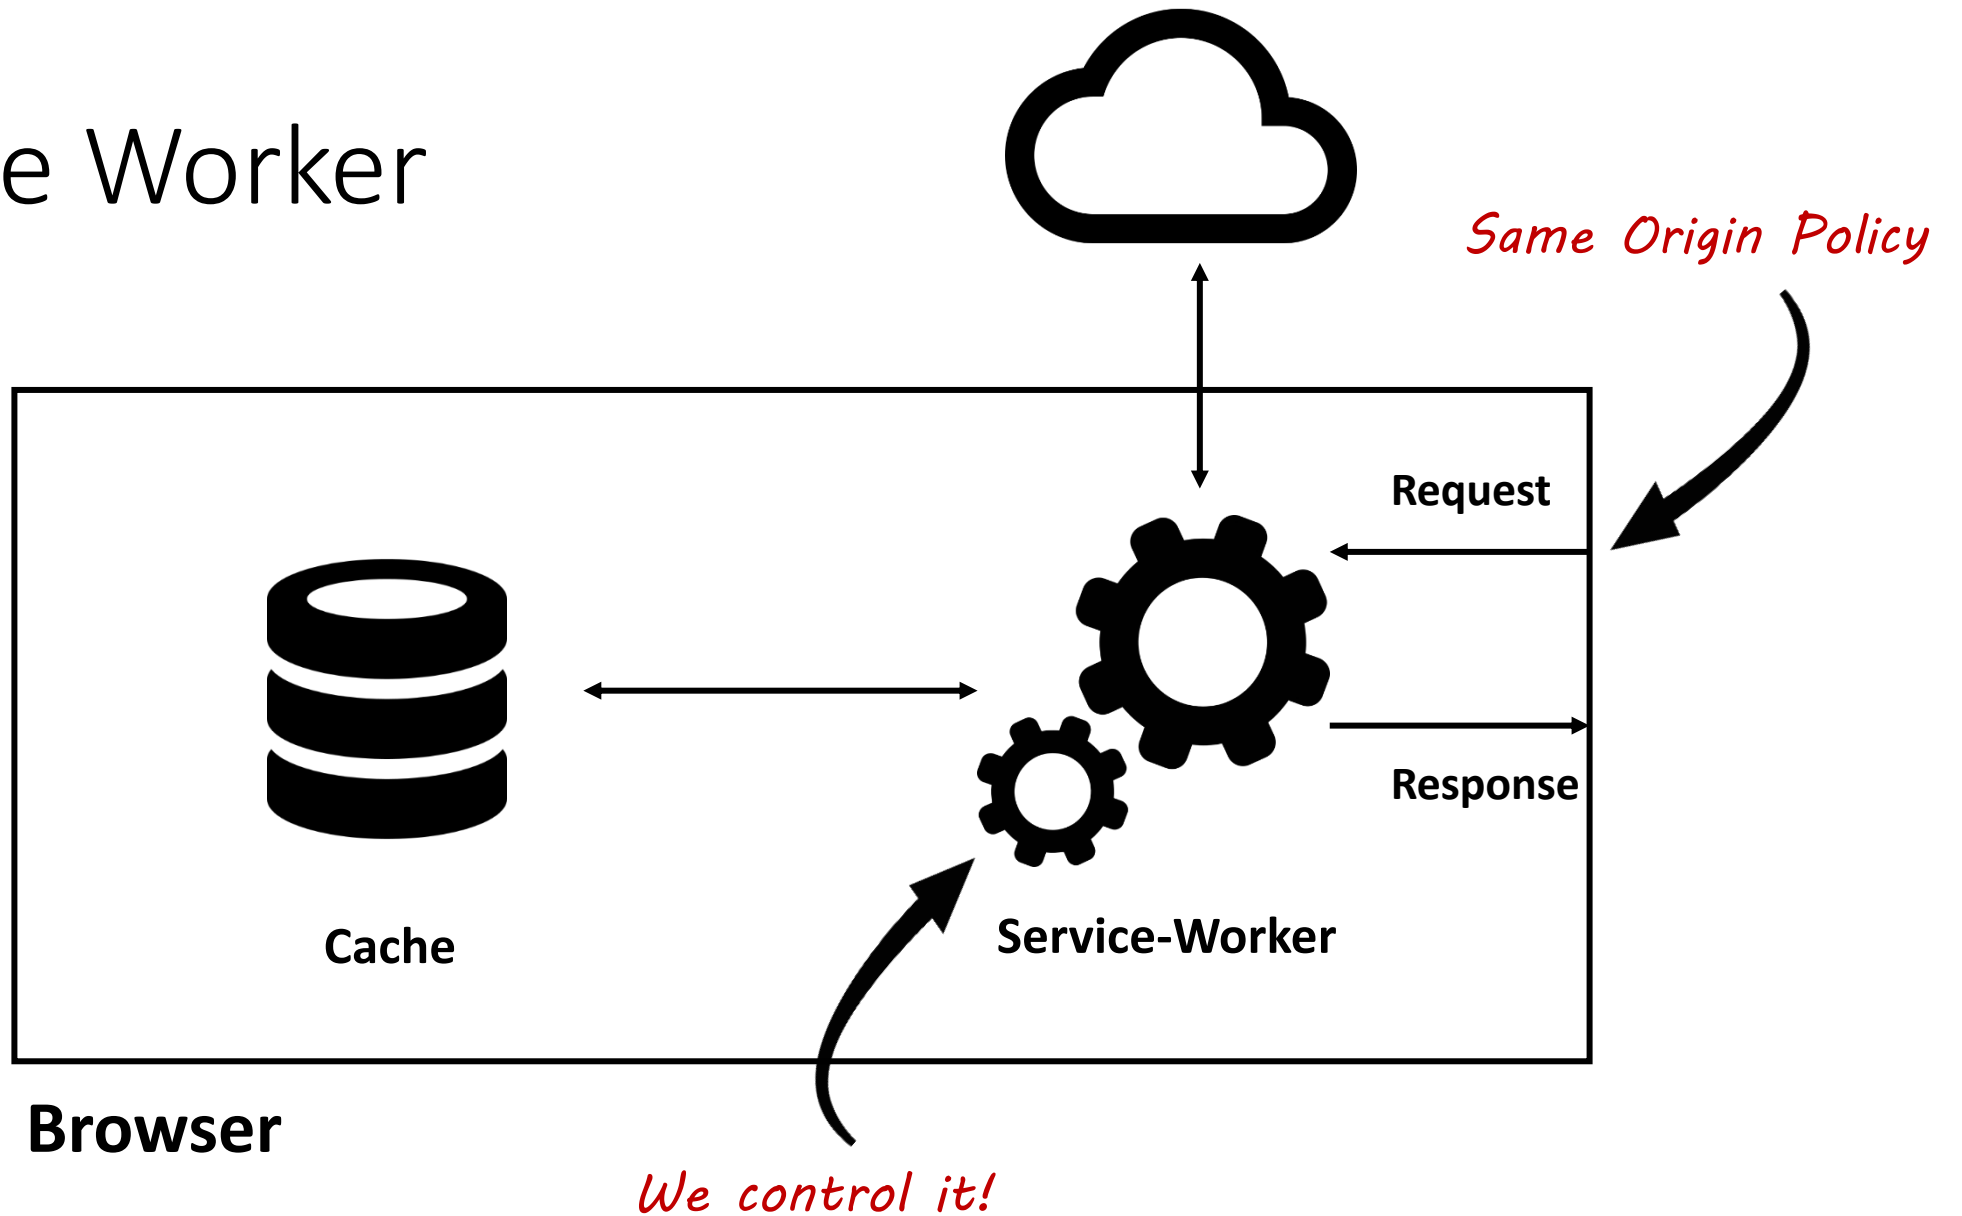 e Worker
Same Origin Policy
Request
Response
Cache
Service-Worker
Browser
We control it!